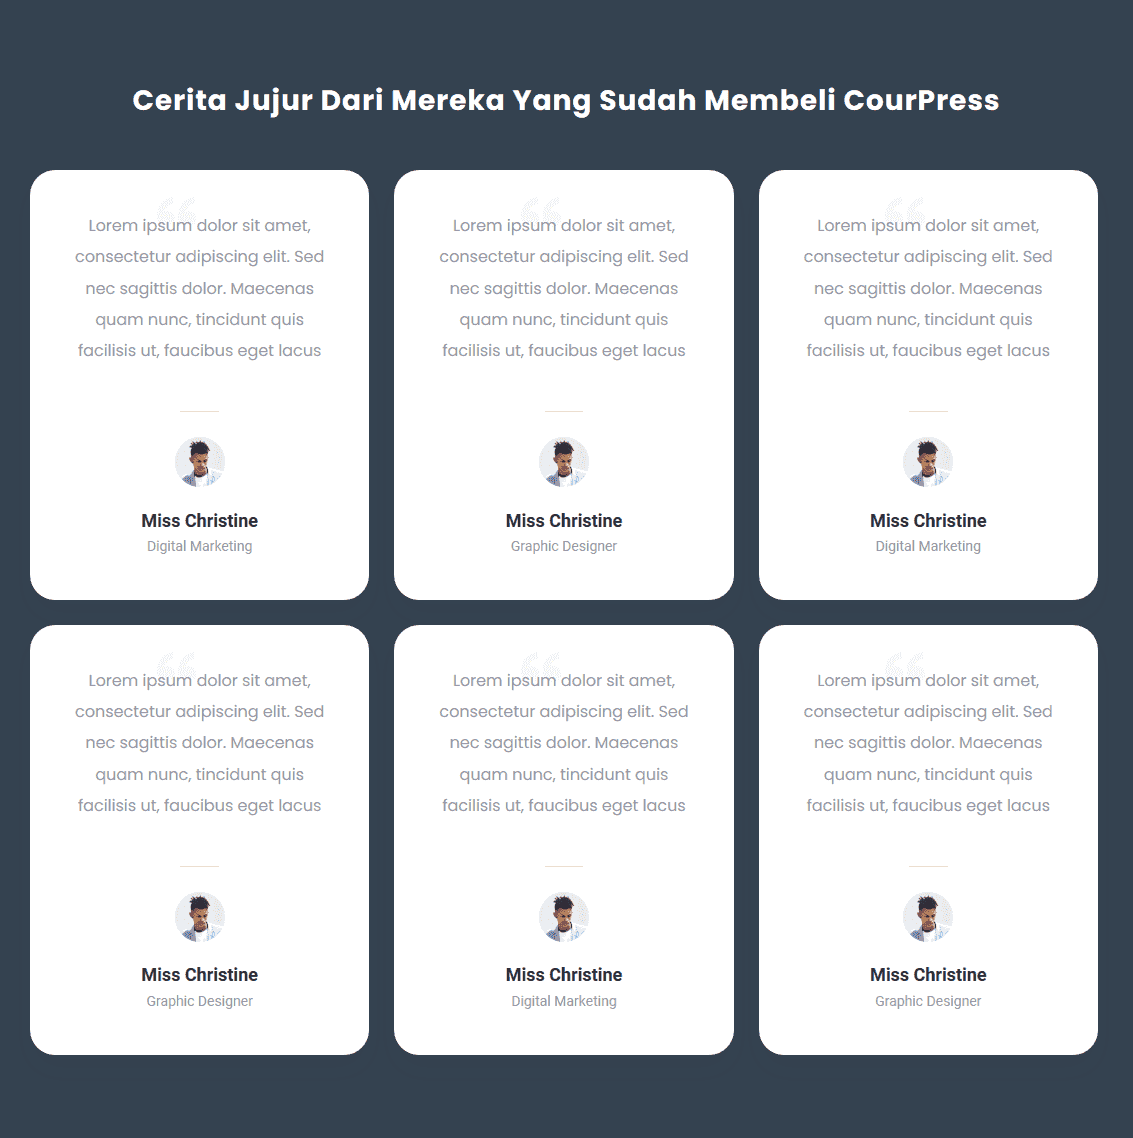 Cerita Jujur Dari Mereka Yang Sudah Membeli CourPress
Lorem ipsum dolor sit amet,
consectetur adipiscing elit. Sed
nec sagittis dolor. Maecenas
quam nunc, tincidunt quis
facilisis ut, faucibus eget lacus
Miss Christine
Digital Marketing
Lorem ipsum dolor sit amet,
consectetur adipiscing elit. Sed
nec sagittis dolor. Maecenas
quam nunc, tincidunt quis
facilisis ut, faucibus eget lacus
Miss Christine
Graphic Designer
Lorem ipsum dolor sit amet,
consectetur adipiscing elit. Sed
nec sagittis dolor. Maecenas
quam nunc, tincidunt quis
facilisis ut, faucibus eget lacus
Miss Christine
Digital Marketing
Lorem ipsum dolor sit amet,
consectetur adipiscing elit. Sed
nec sagittis dolor. Maecenas
quam nunc, tincidunt quis
facilisis ut, faucibus eget lacus
Miss Christine
Graphic Designer
Lorem ipsum dolor sit amet,
consectetur adipiscing elit. Sed
nec sagittis dolor. Maecenas
quam nunc, tincidunt quis
facilisis ut, faucibus eget lacus
Miss Christine
Digital Marketing
Lorem ipsum dolor sit amet,
consectetur adipiscing elit. Sed
nec sagittis dolor. Maecenas
quam nunc, tincidunt quis
facilisis ut, faucibus eget lacus
Miss Christine
Graphic Designer